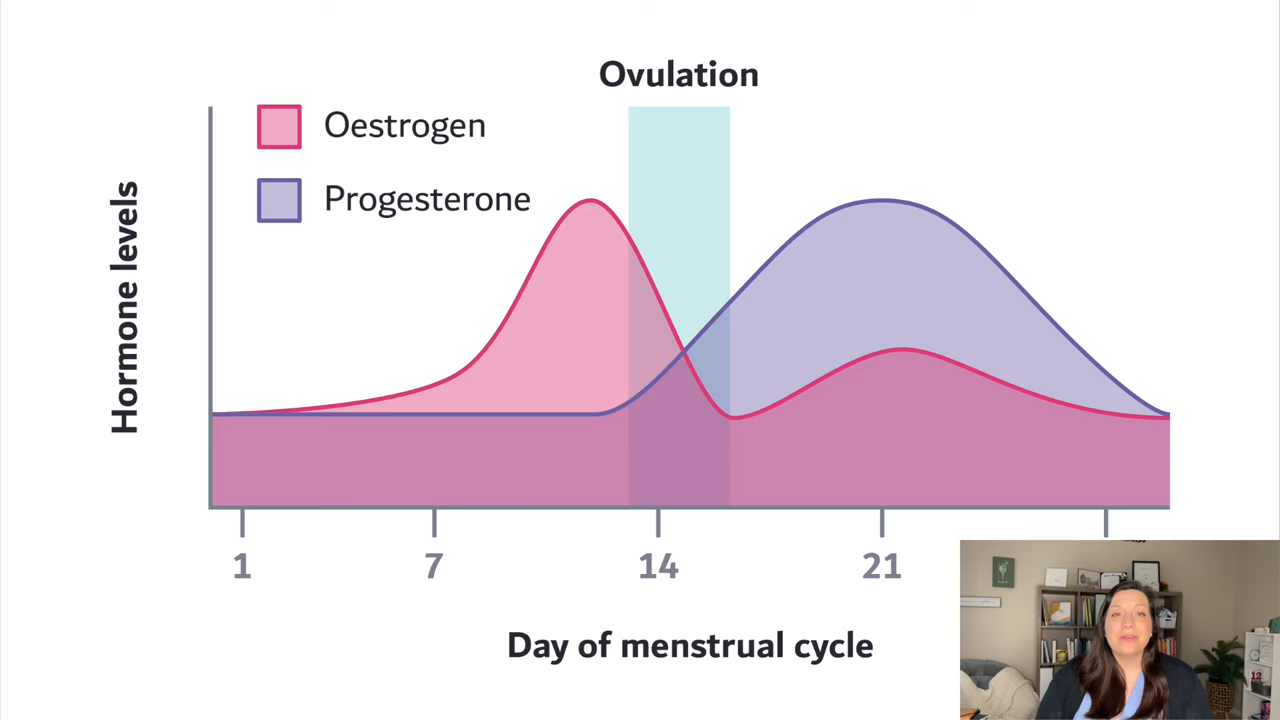 Ovulation
Oestrogen
Progesterone
Hormone levels
1 7 14 21
Day of menstrual cycle